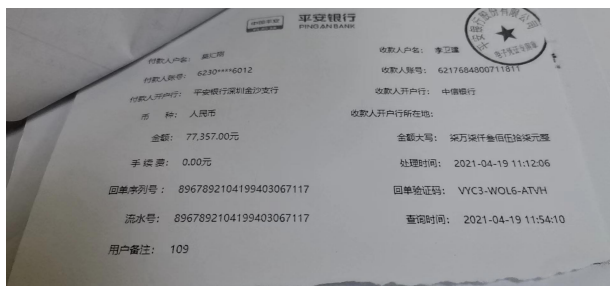 中国平安 平安银行
PING AN BANK
付款人户名： 收款人户名： 李卫
付款人账号： 6230****6012 收款人账号： 6217684800711811
付款人开户行： 平安银行深圳金沙支行 收款人开户行： 中信银行
币 种： 人民币 收款人开户行所在地：
金额： 77,357.00元 金额大写： 柒万柒仟叁佰伍拾柒元整
手续费： 0.00元 处理时间： 2021-04-19 11:12:06
回单序列号： 8967892104199403067117 回单验证码： VYC3-WOL6-ATVH
流水号： 8967892104199403067117 查询时间： 2021-04-19 11:54:10
用户备注： 109